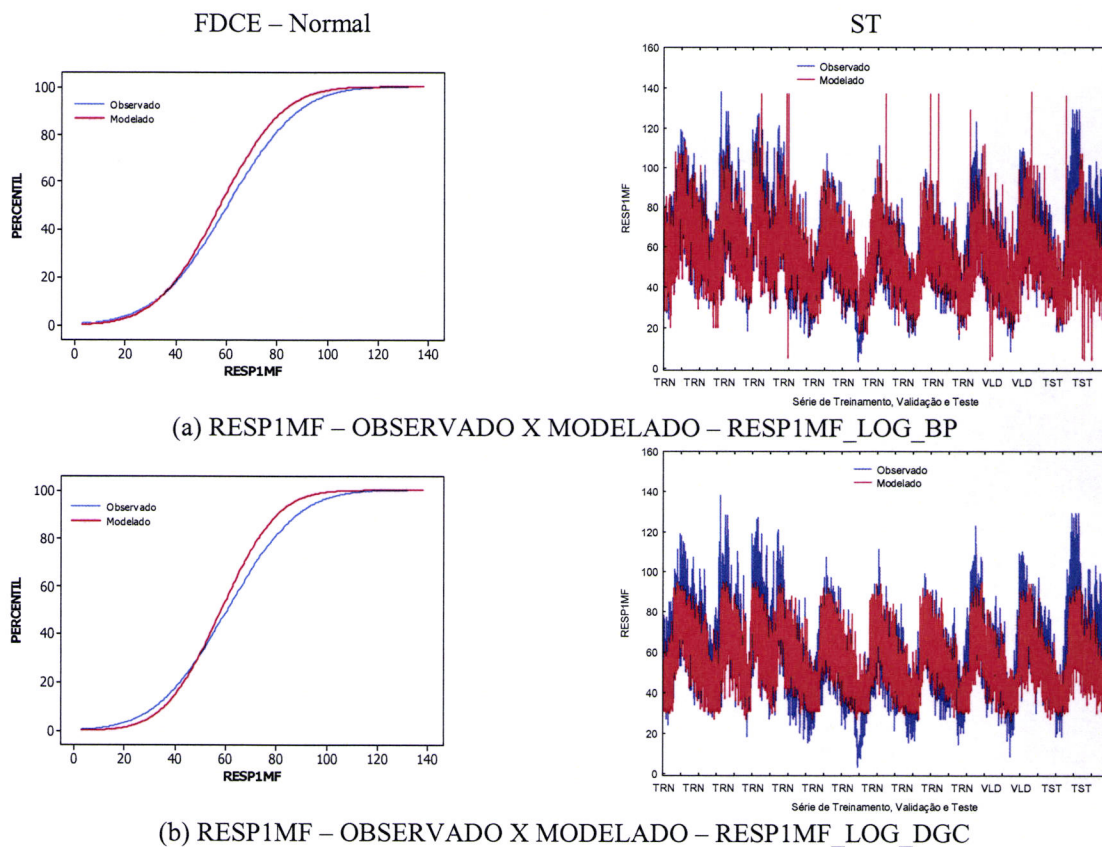 FDCE – Normal
ST
100
80
60
40
20
0
PERCENTIL
Observado
Modelado
0 20 40 60 80 100 120 140
RESP1MF
160
140
120
100
80
60
40
20
0
RESP1MF
Observado
Modelado
TRN TRN TRN TRN TRN TRN TRN TRN TRN TRN VLD VLD TST TST
Série de Treinamento, Validação e Teste
(a) RESP1MF – OBSERVADO X MODELADO – RESP1MF_LOG_BP
100
80
60
40
20
0
PERCENTIL
Observado
Modelado
0 20 40 60 80 100 120 140
RESP1MF
160
140
120
100
80
60
40
20
0
RESP1MF
Observado
Modelado
TRN TRN TRN TRN TRN TRN TRN TRN TRN TRN VLD VLD TST TST
Série de Treinamento, Validação e Teste
(b) RESP1MF – OBSERVADO X MODELADO – RESP1MF_LOG_DGC